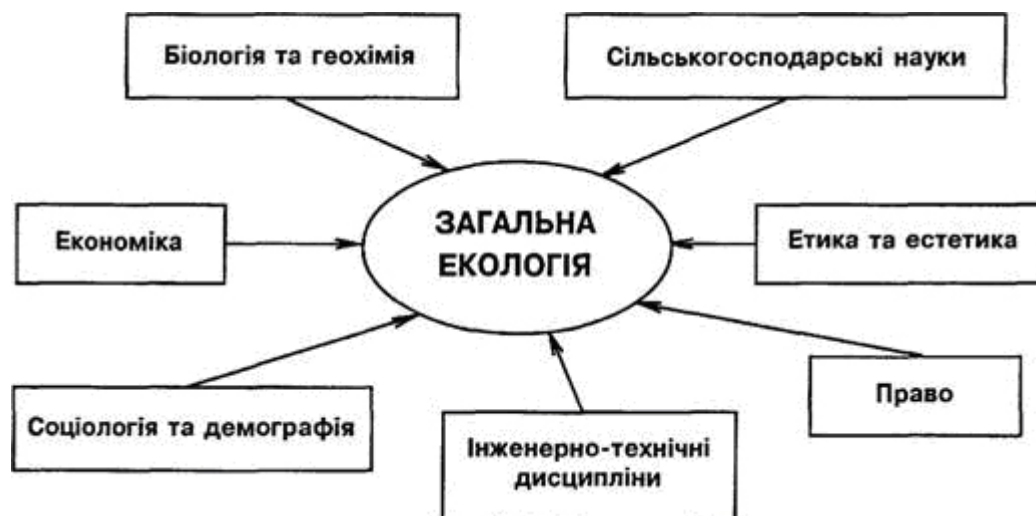 Біологія та геохімія
Сільськогосподарські науки
ЗАГАЛЬНА
ЕКОЛОГІЯ
Економіка
Етика та естетика
Соціологія та демографія
Право
Інженерно-технічні
дисципліни